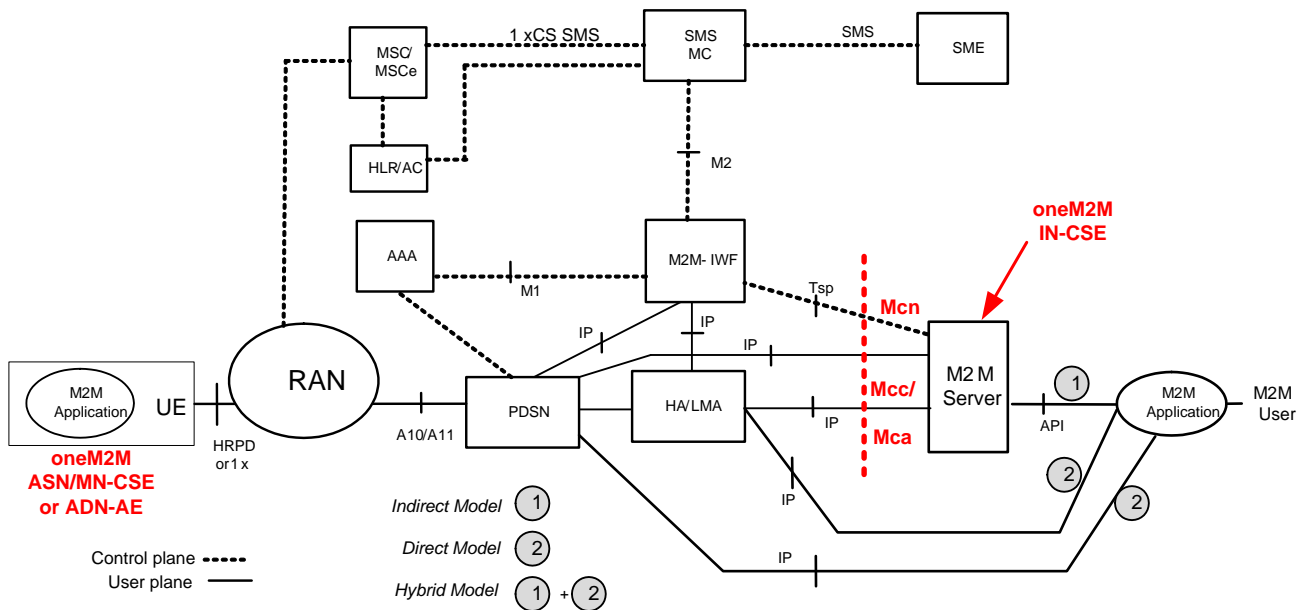 1 xCS SMS
SMS
MSC/
MSCe
SMS
MC
SME
HLR/AC
M2
oneM2M
IN-CSE
AAA
M2M- IWF
M1
Tsp
Mcn
IP
IP
IP
M2M
Application
UE
RAN
PDSN
HA/LMA
Mcc/
M2 M
Server
1
M2M
Application
M2M
User
HRPD
or1 x
A10/A11
IP
Mca
API
oneM2M
ASN/MN-CSE
or ADN-AE
IP
2
2
Indirect Model 1
Direct Model 2
Hybrid Model 1 + 2
IP
Control plane
User plane